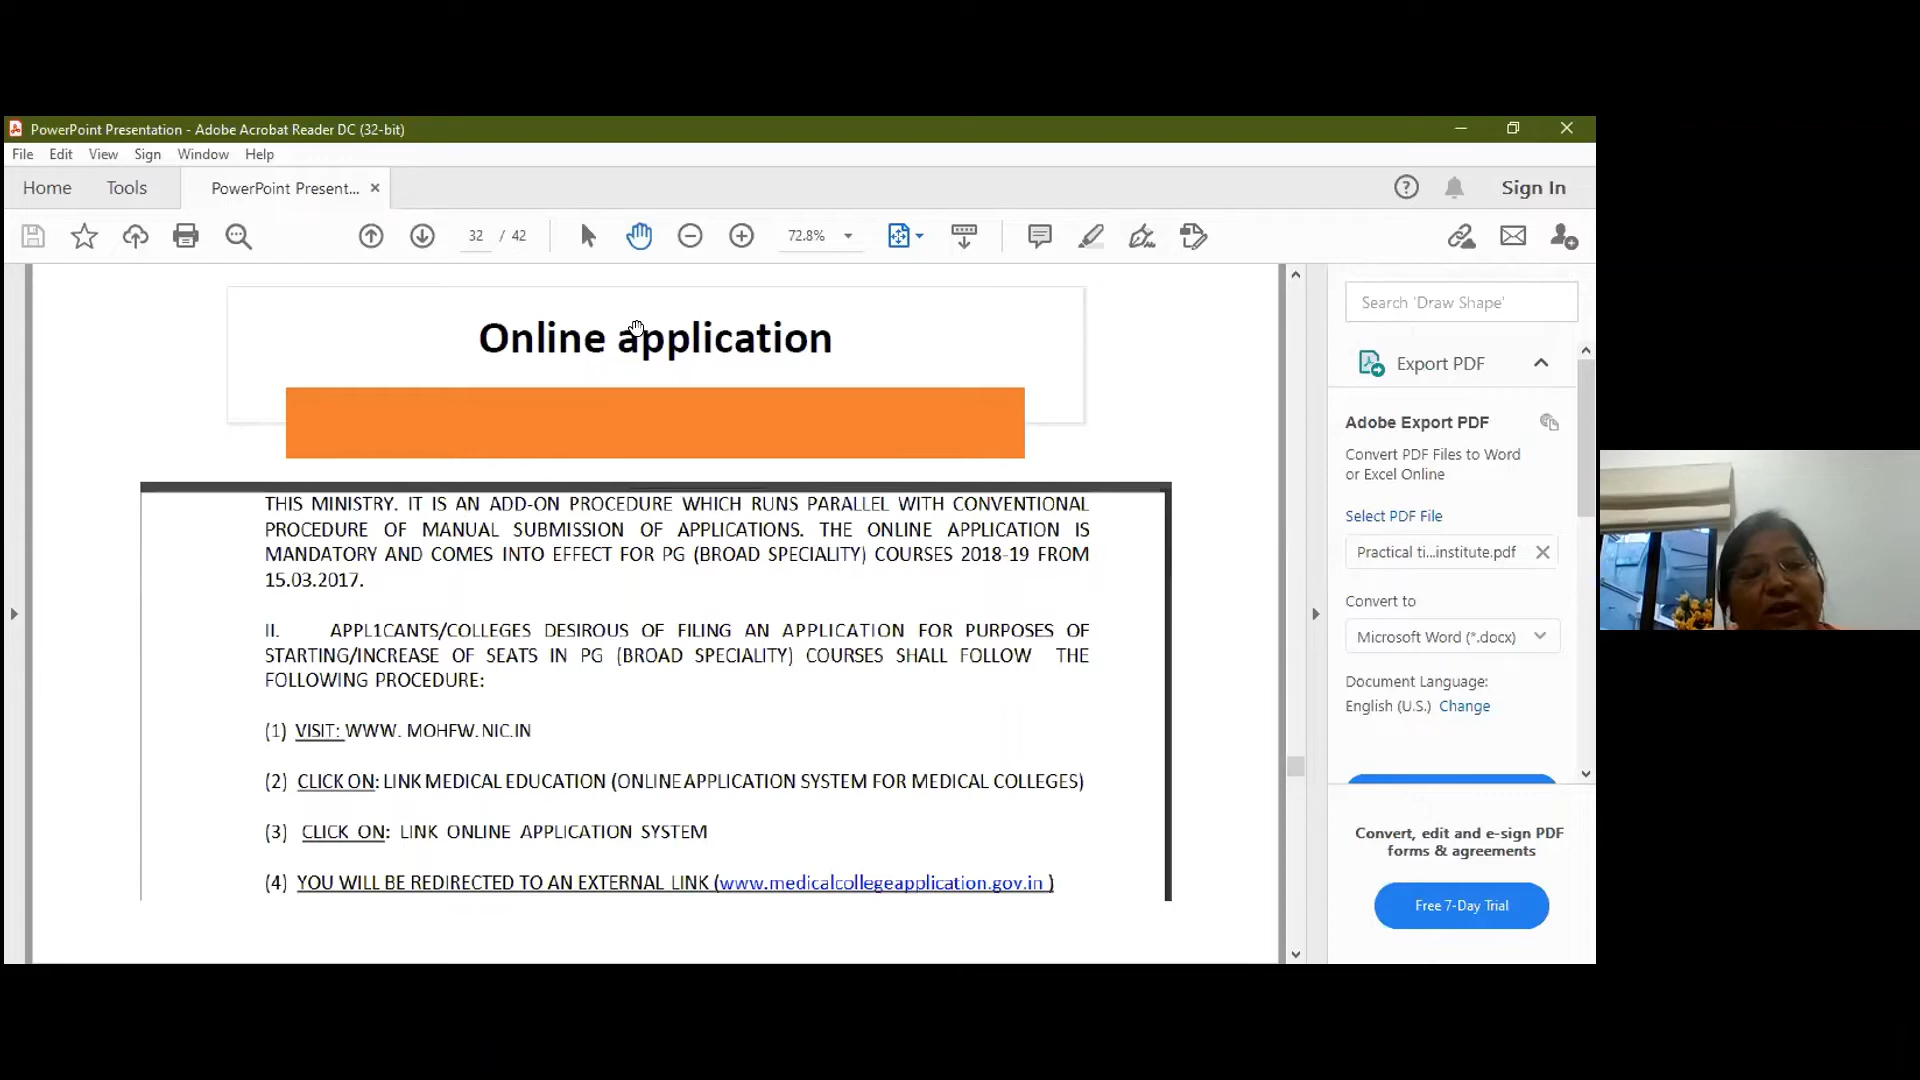 PowerPoint Presentation - Adobe Acrobat Reader DC (32-bit)
File Edit View Sign Window Help
Home Tools PowerPoint Present... Sign In
32 / 42 72.8%
Online application
THIS MINISTRY. IT IS AN ADD-ON PROCEDURE WHICH RUNS PARALLEL WITH CONVENTIONAL
PROCEDURE OF MANUAL SUBMISSION OF APPLICATIONS. THE ONLINE APPLICATION IS
MANDATORY AND COMES INTO EFFECT FOR PG (BROAD SPECIALITY) COURSES 2018-19 FROM
15.03.2017.
II. APPL1CANTS/COLLEGES DESIROUS OF FILING AN APPLICATION FOR PURPOSES OF
STARTING/INCREASE OF SEATS IN PG (BROAD SPECIALITY) COURSES SHALL FOLLOW THE
FOLLOWING PROCEDURE:
(1) VISIT: WWW. MOHFW.NIC.IN
(2) CLICK ON: LINK MEDICAL EDUCATION (ONLINE APPLICATION SYSTEM FOR MEDICAL COLLEGES)
(3) CLICK ON: LINK ONLINE APPLICATION SYSTEM
(4) YOU WILL BE REDIRECTED TO AN EXTERNAL LINK (www.medicalcollegeapplication.gov.in )
Search 'Draw Shape'
Export PDF
Adobe Export PDF
Convert PDF Files to Word
or Excel Online
Select PDF File
Practical ti...institute.pdf
Convert to
Microsoft Word (*.docx)
Document Language:
English (U.S.) Change
Convert, edit and e-sign PDF
forms & agreements
Free 7-Day Trial